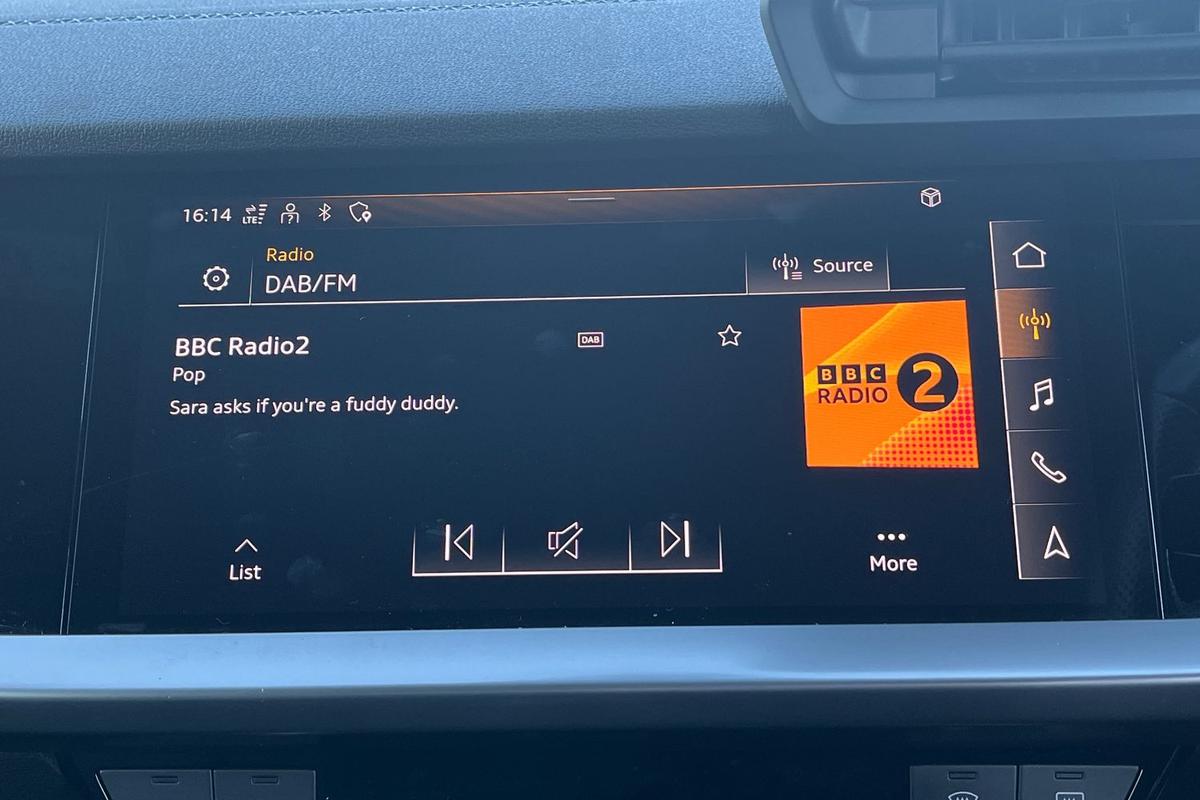 16:14 LTE
Radio
DAB/FM
Source
BBC Radio2
DAB
Pop
Sara asks if you're a fuddy duddy.
BBC
RADIO 2
List
More